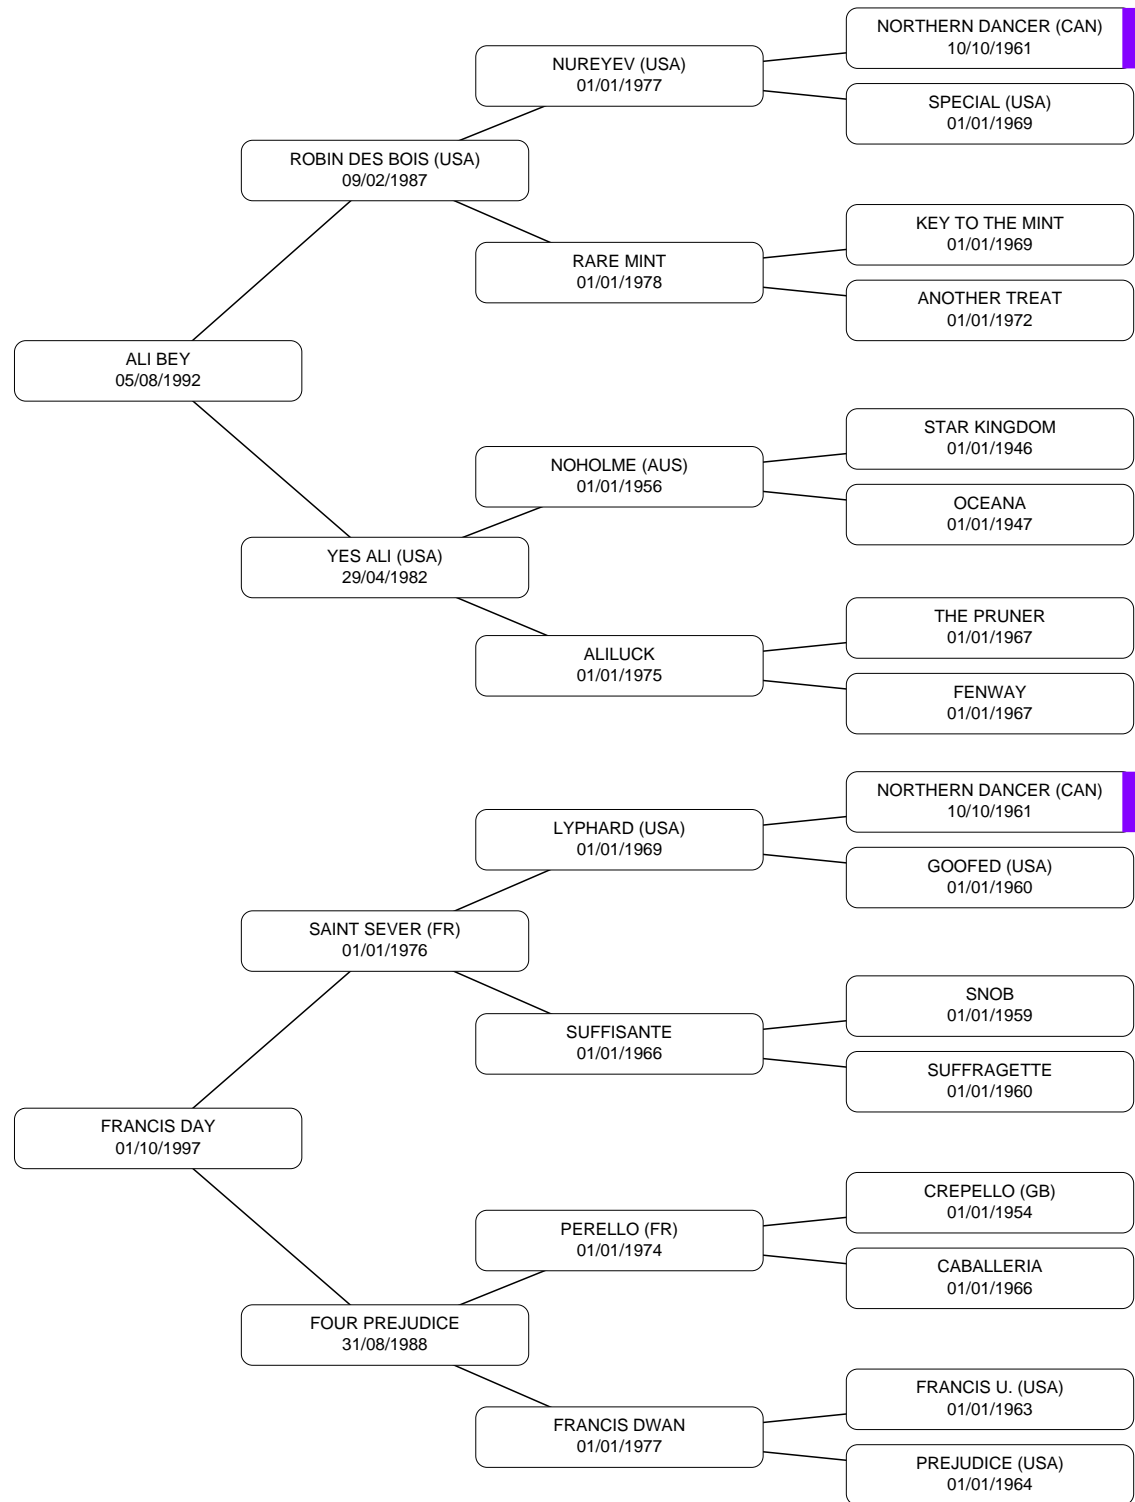 NORTHERN DANCER (CAN)
10/10/1961
NUREYEV (USA)
01/01/1977
SPECIAL (USA)
01/01/1969
ROBIN DES BOIS (USA)
09/02/1987
KEY TO THE MINT
01/01/1969
RARE MINT
01/01/1978
ANOTHER TREAT
01/01/1972
ALI BEY
05/08/1992
STAR KINGDOM
01/01/1946
NOHOLME (AUS)
01/01/1956
OCEANA
01/01/1947
YES ALI (USA)
29/04/1982
THE PRUNER
01/01/1967
ALILUCK
01/01/1975
FENWAY
01/01/1967
NORTHERN DANCER (CAN)
10/10/1961
LYPHARD (USA)
01/01/1969
GOOFED (USA)
01/01/1960
SAINT SEVER (FR)
01/01/1976
SNOB
01/01/1959
SUFFISANTE
01/01/1966
SUFFRAGETTE
01/01/1960
FRANCIS DAY
01/10/1997
CREPELLO (GB)
01/01/1954
PERELLO (FR)
01/01/1974
CABALLERIA
01/01/1966
FOUR PREJUDICE
31/08/1988
FRANCIS U. (USA)
01/01/1963
FRANCIS DWAN
01/01/1977
PREJUDICE (USA)
01/01/1964